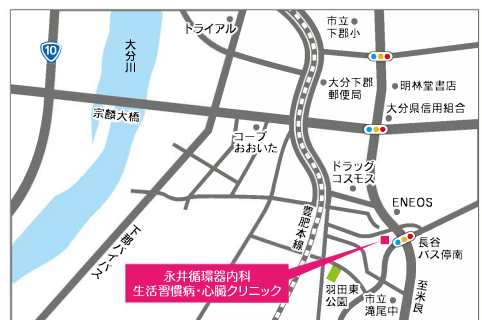 トライアル
市立
下郡小
10
大分川
大分下郡
郵便局
明林堂書店
大分県信用組合
宗麟大橋
コープ
おおいた
ドラッグ
コスモス
ENEOS
豊肥本線
下郡バイパス
長谷
バス停南
永井循環器内科
生活習慣病・心臓クリニック
羽田東
公園
市立
滝尾中
至米良